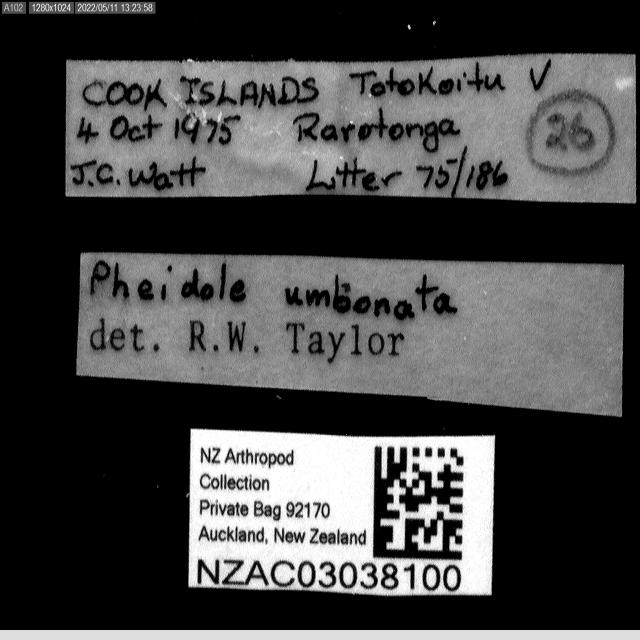 A102 1280x1024 2022/05/11 13:23:58
COOK ISLANDS Totokoitu V
4 Oct 1975 Rarotonga
26
J.C. Watt Litter 75/186
Pheidole umbonata
det. R.W. Taylor
NZ Arthropod
Collection
Private Bag 92170
Auckland, New Zealand
NZAC03038100